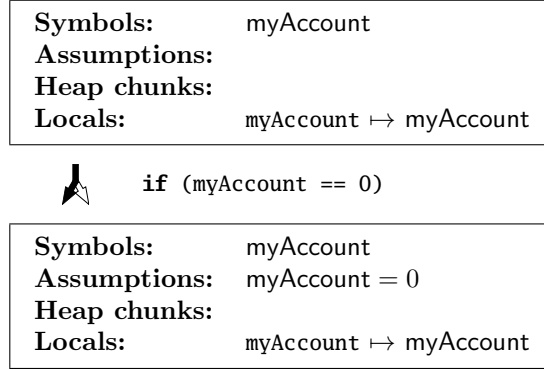 Symbols: myAccount
Assumptions:
Heap chunks:
Locals: myAccount ↦ myAccount
if (myAccount == 0)
Symbols: myAccount
Assumptions: myAccount = 0
Heap chunks:
Locals: myAccount ↦ myAccount